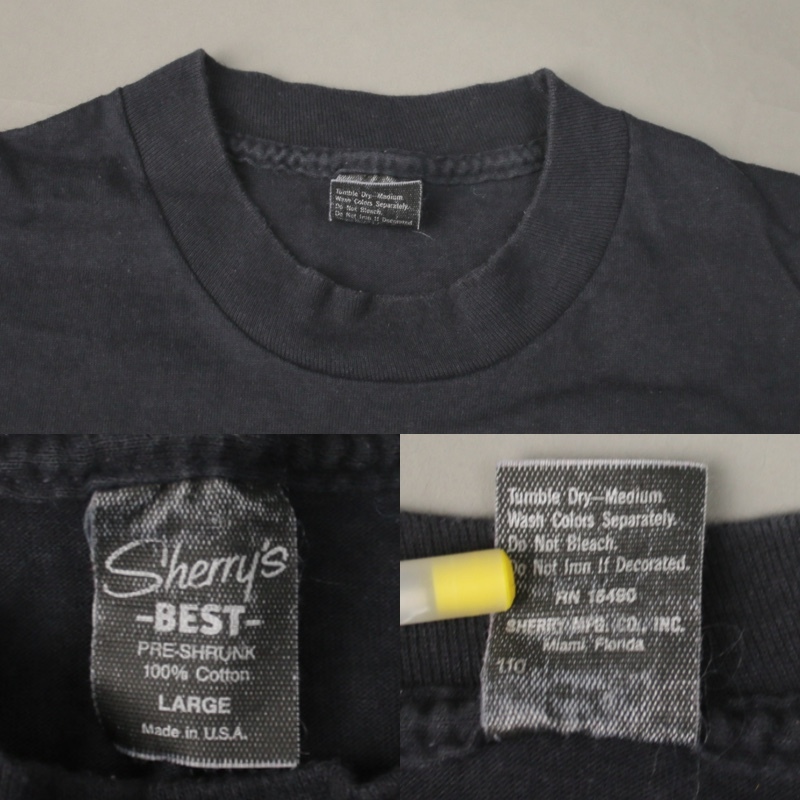 Tumble Dry—Medium.
Wash Colors Separately.
Do Not Bleach.
Do Not Iron If Decorated.
Sherry's
-BEST-
PRE-SHRUNK
100% Cotton
LARGE
Made in U.S.A.
Tumble Dry—Medium.
Wash Colors Separately.
Do Not Bleach.
Do Not Iron If Decorated.
RN 16490
SHERRY MFG. CO., INC.
Miami Florida
110